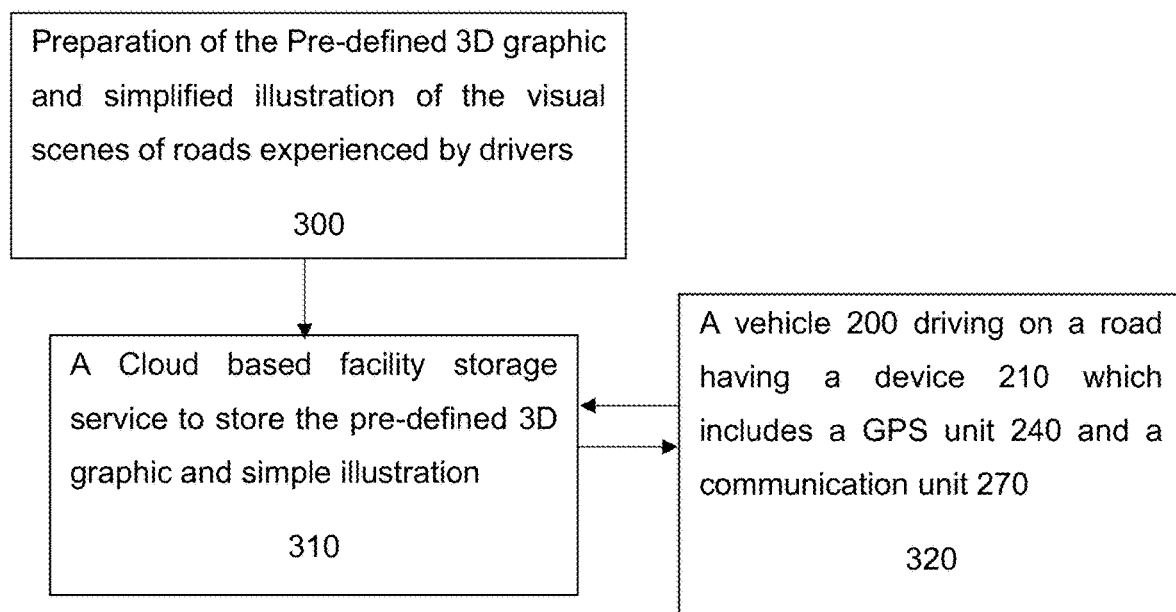 Preparation of the Pre-defined 3D graphic
and simplified illustration of the visual
scenes of roads experienced by drivers
300
A Cloud based facility storage
service to store the pre-defined 3D
graphic and simple illustration
310
A vehicle 200 driving on a road
having a device 210 which
includes a GPS unit 240 and a
communication unit 270
320